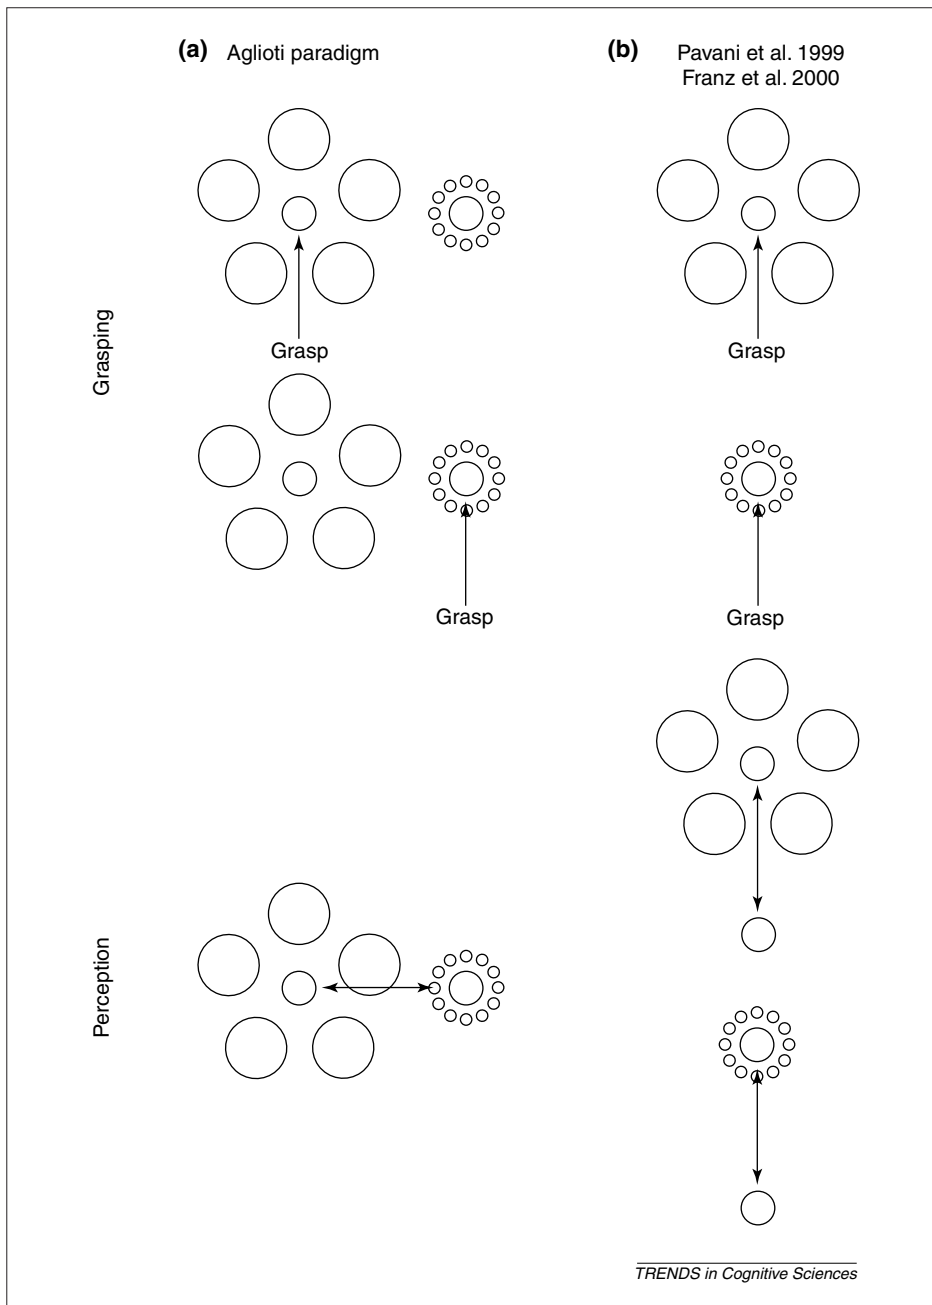 (a) Aglioti paradigm
(b) Pavani et al. 1999
Franz et al. 2000
Grasping
Grasp
Grasp
Grasp
Grasp
Perception
TRENDS in Cognitive Sciences